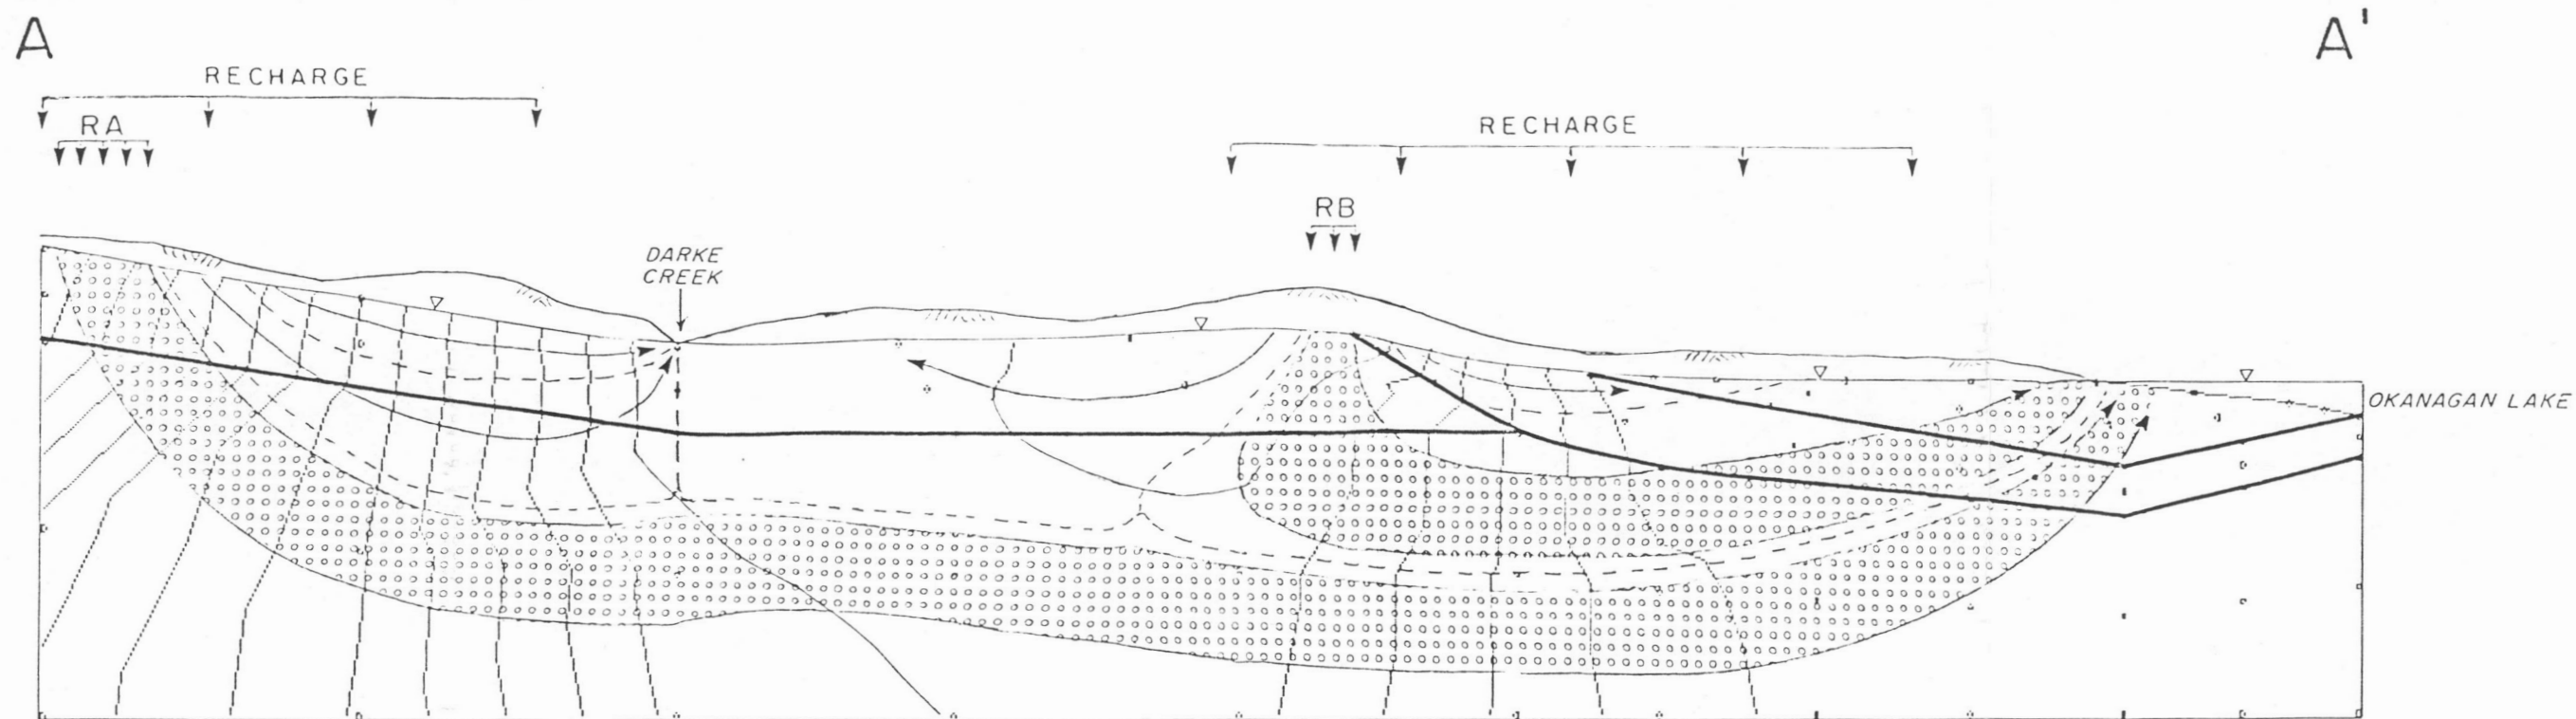 A
A'
RECHARGE
RA
RECHARGE
RB
DARKE
CREEK
OKANAGAN LAKE